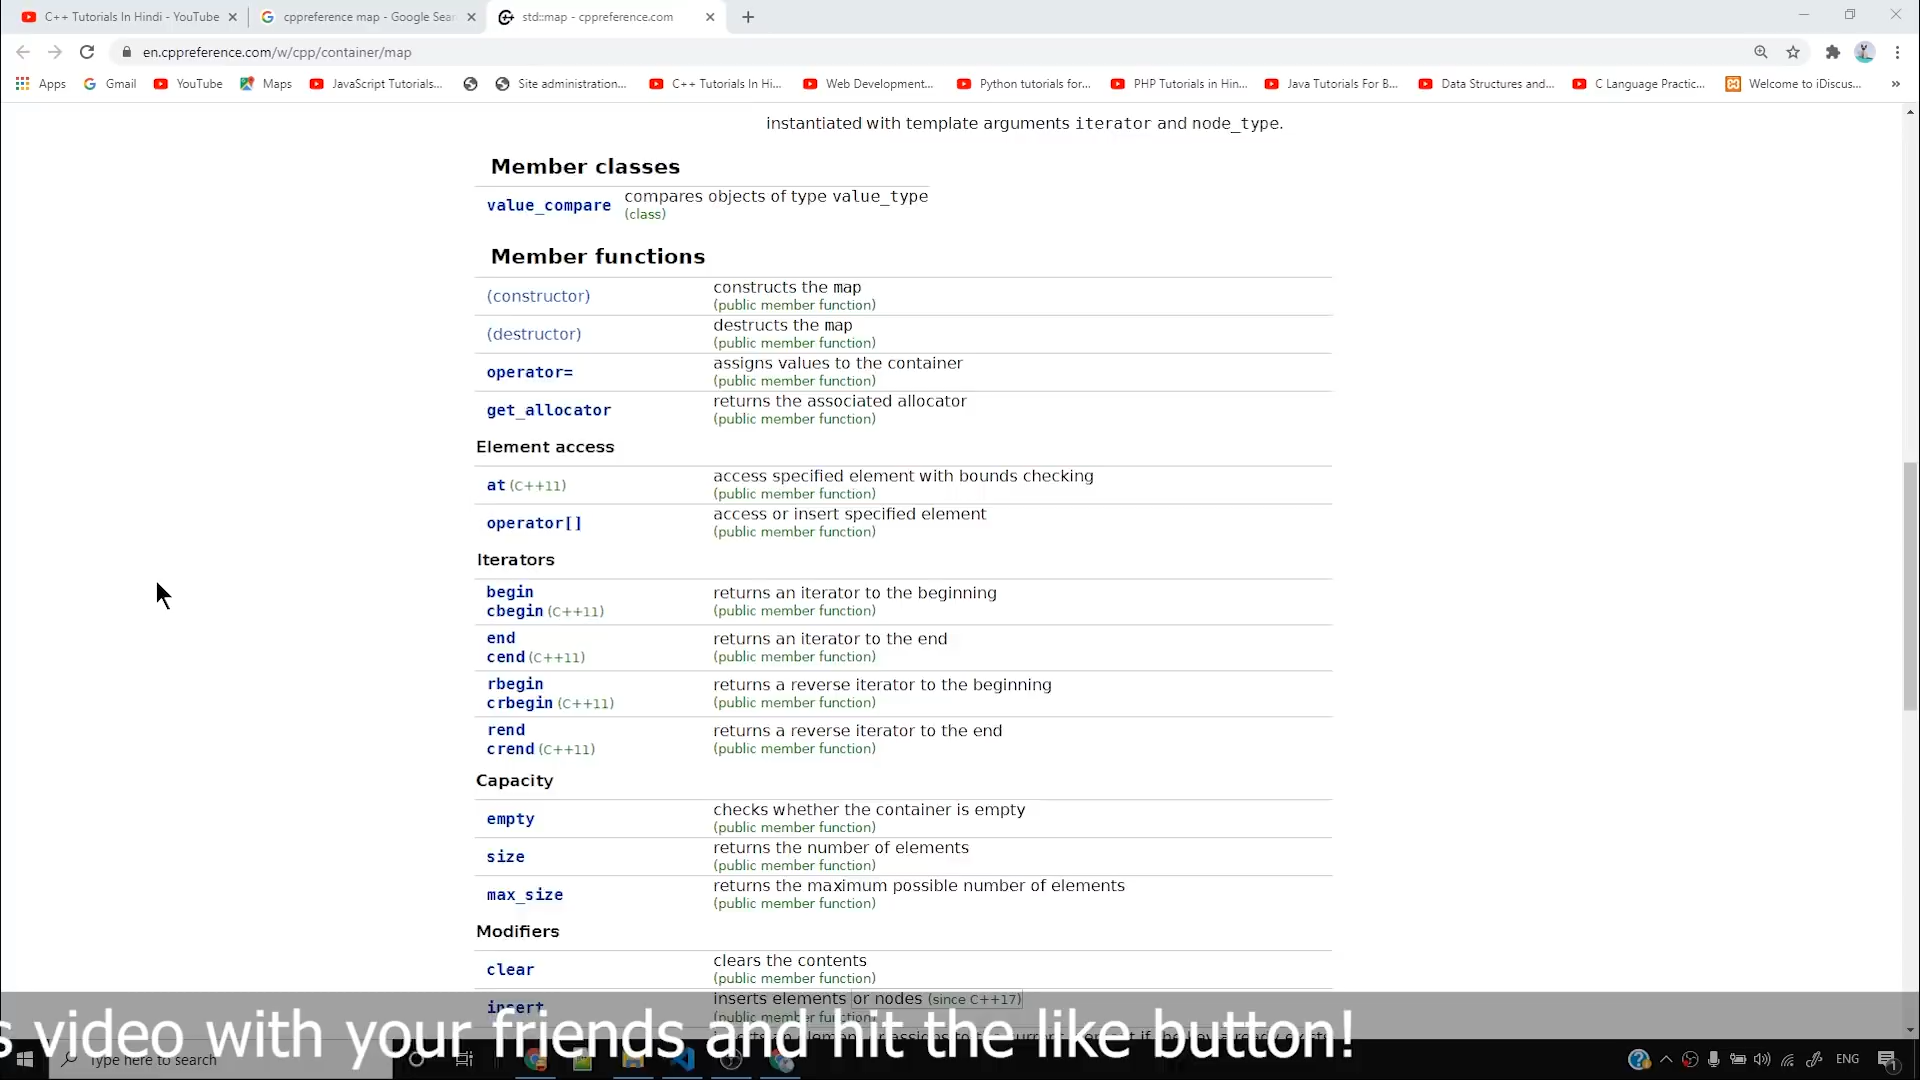 C++ Tutorials In Hindi - YouTube
cppreference map - Google Sear
std::map - cppreference.com
en.cppreference.com/w/cpp/container/map
Apps Gmail YouTube Maps JavaScript Tutorials... Site administration... C++ Tutorials In Hi... Web Development... Python tutorials for... PHP Tutorials in Hin... Java Tutorials For B... Data Structures and... C Language Practic... Welcome to iDiscus... »
instantiated with template arguments iterator and node_type.
Member classes
value_compare compares objects of type value_type
(class)
Member functions
(constructor) constructs the map
(public member function)
(destructor) destructs the map
(public member function)
operator= assigns values to the container
(public member function)
get_allocator returns the associated allocator
(public member function)
Element access
at (C++11) access specified element with bounds checking
(public member function)
operator[] access or insert specified element
(public member function)
Iterators
begin returns an iterator to the beginning
cbegin (C++11) (public member function)
end returns an iterator to the end
cend (C++11) (public member function)
rbegin returns a reverse iterator to the beginning
crbegin (C++11) (public member function)
rend returns a reverse iterator to the end
crend (C++11) (public member function)
Capacity
empty checks whether the container is empty
(public member function)
size returns the number of elements
(public member function)
max_size returns the maximum possible number of elements
(public member function)
Modifiers
clear clears the contents
(public member function)
insert inserts elements or nodes (since C++17)
(public member function)
s video with your friends and hit the like button!
Type here to search
ENG